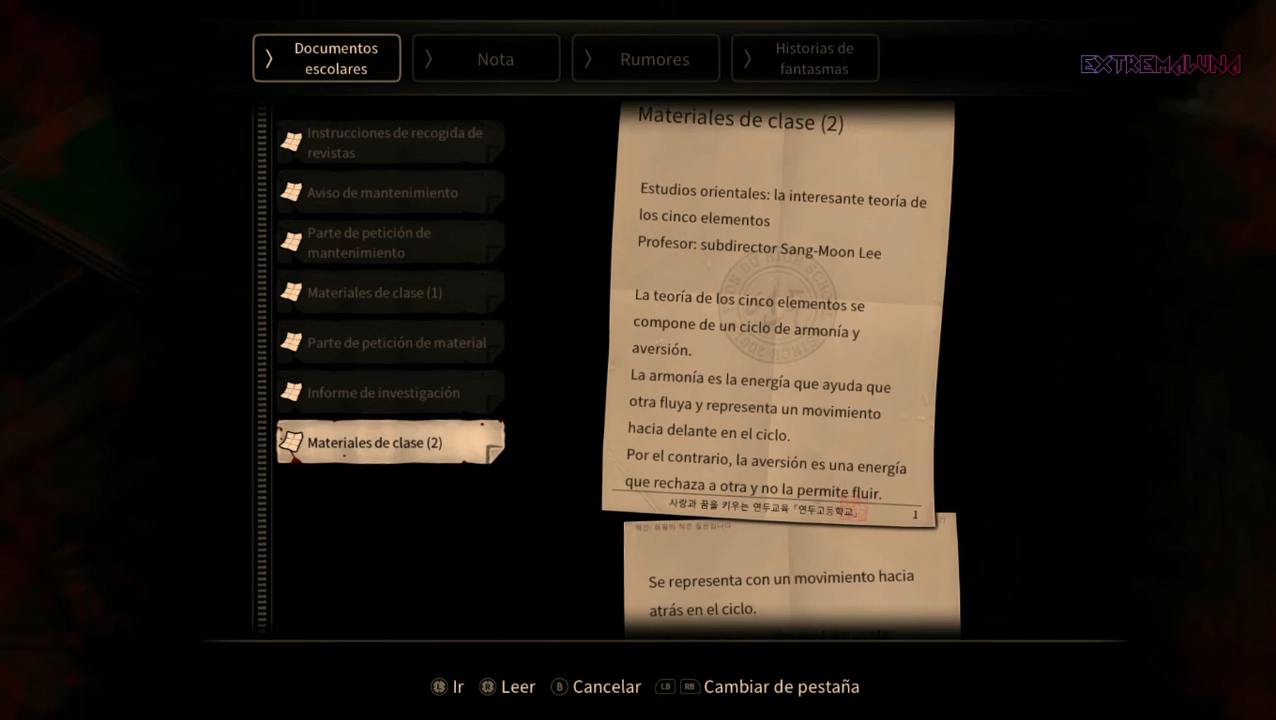 Documentos
escolares
Nota
Rumores
Historias de
fantasmas
EXTREMALUNA
Instrucciones de recogida de
revistas
Aviso de mantenimiento
Parte de petición de
mantenimiento
Materiales de clase (1)
Parte de petición de material
Informe de investigación
Materiales de clase (2)
Materiales de clase (2)
Estudios orientales: la interesante teoría de
los cinco elementos
Profesor: subdirector Sang-Moon Lee
La teoría de los cinco elementos se
compone de un ciclo de armonía y
aversión.
La armonía es la energía que ayuda que
otra fluya y representa un movimiento
hacia delante en el ciclo.
Por el contrario, la aversión es una energía
que rechaza a otra y no la permite fluir.
사랑과 꿈을 키우는 연두교육 「연두고등학교」 1
Se representa con un movimiento hacia
atrás en el ciclo.
LS Ir
RS Leer
B Cancelar
LB RB Cambiar de pestaña